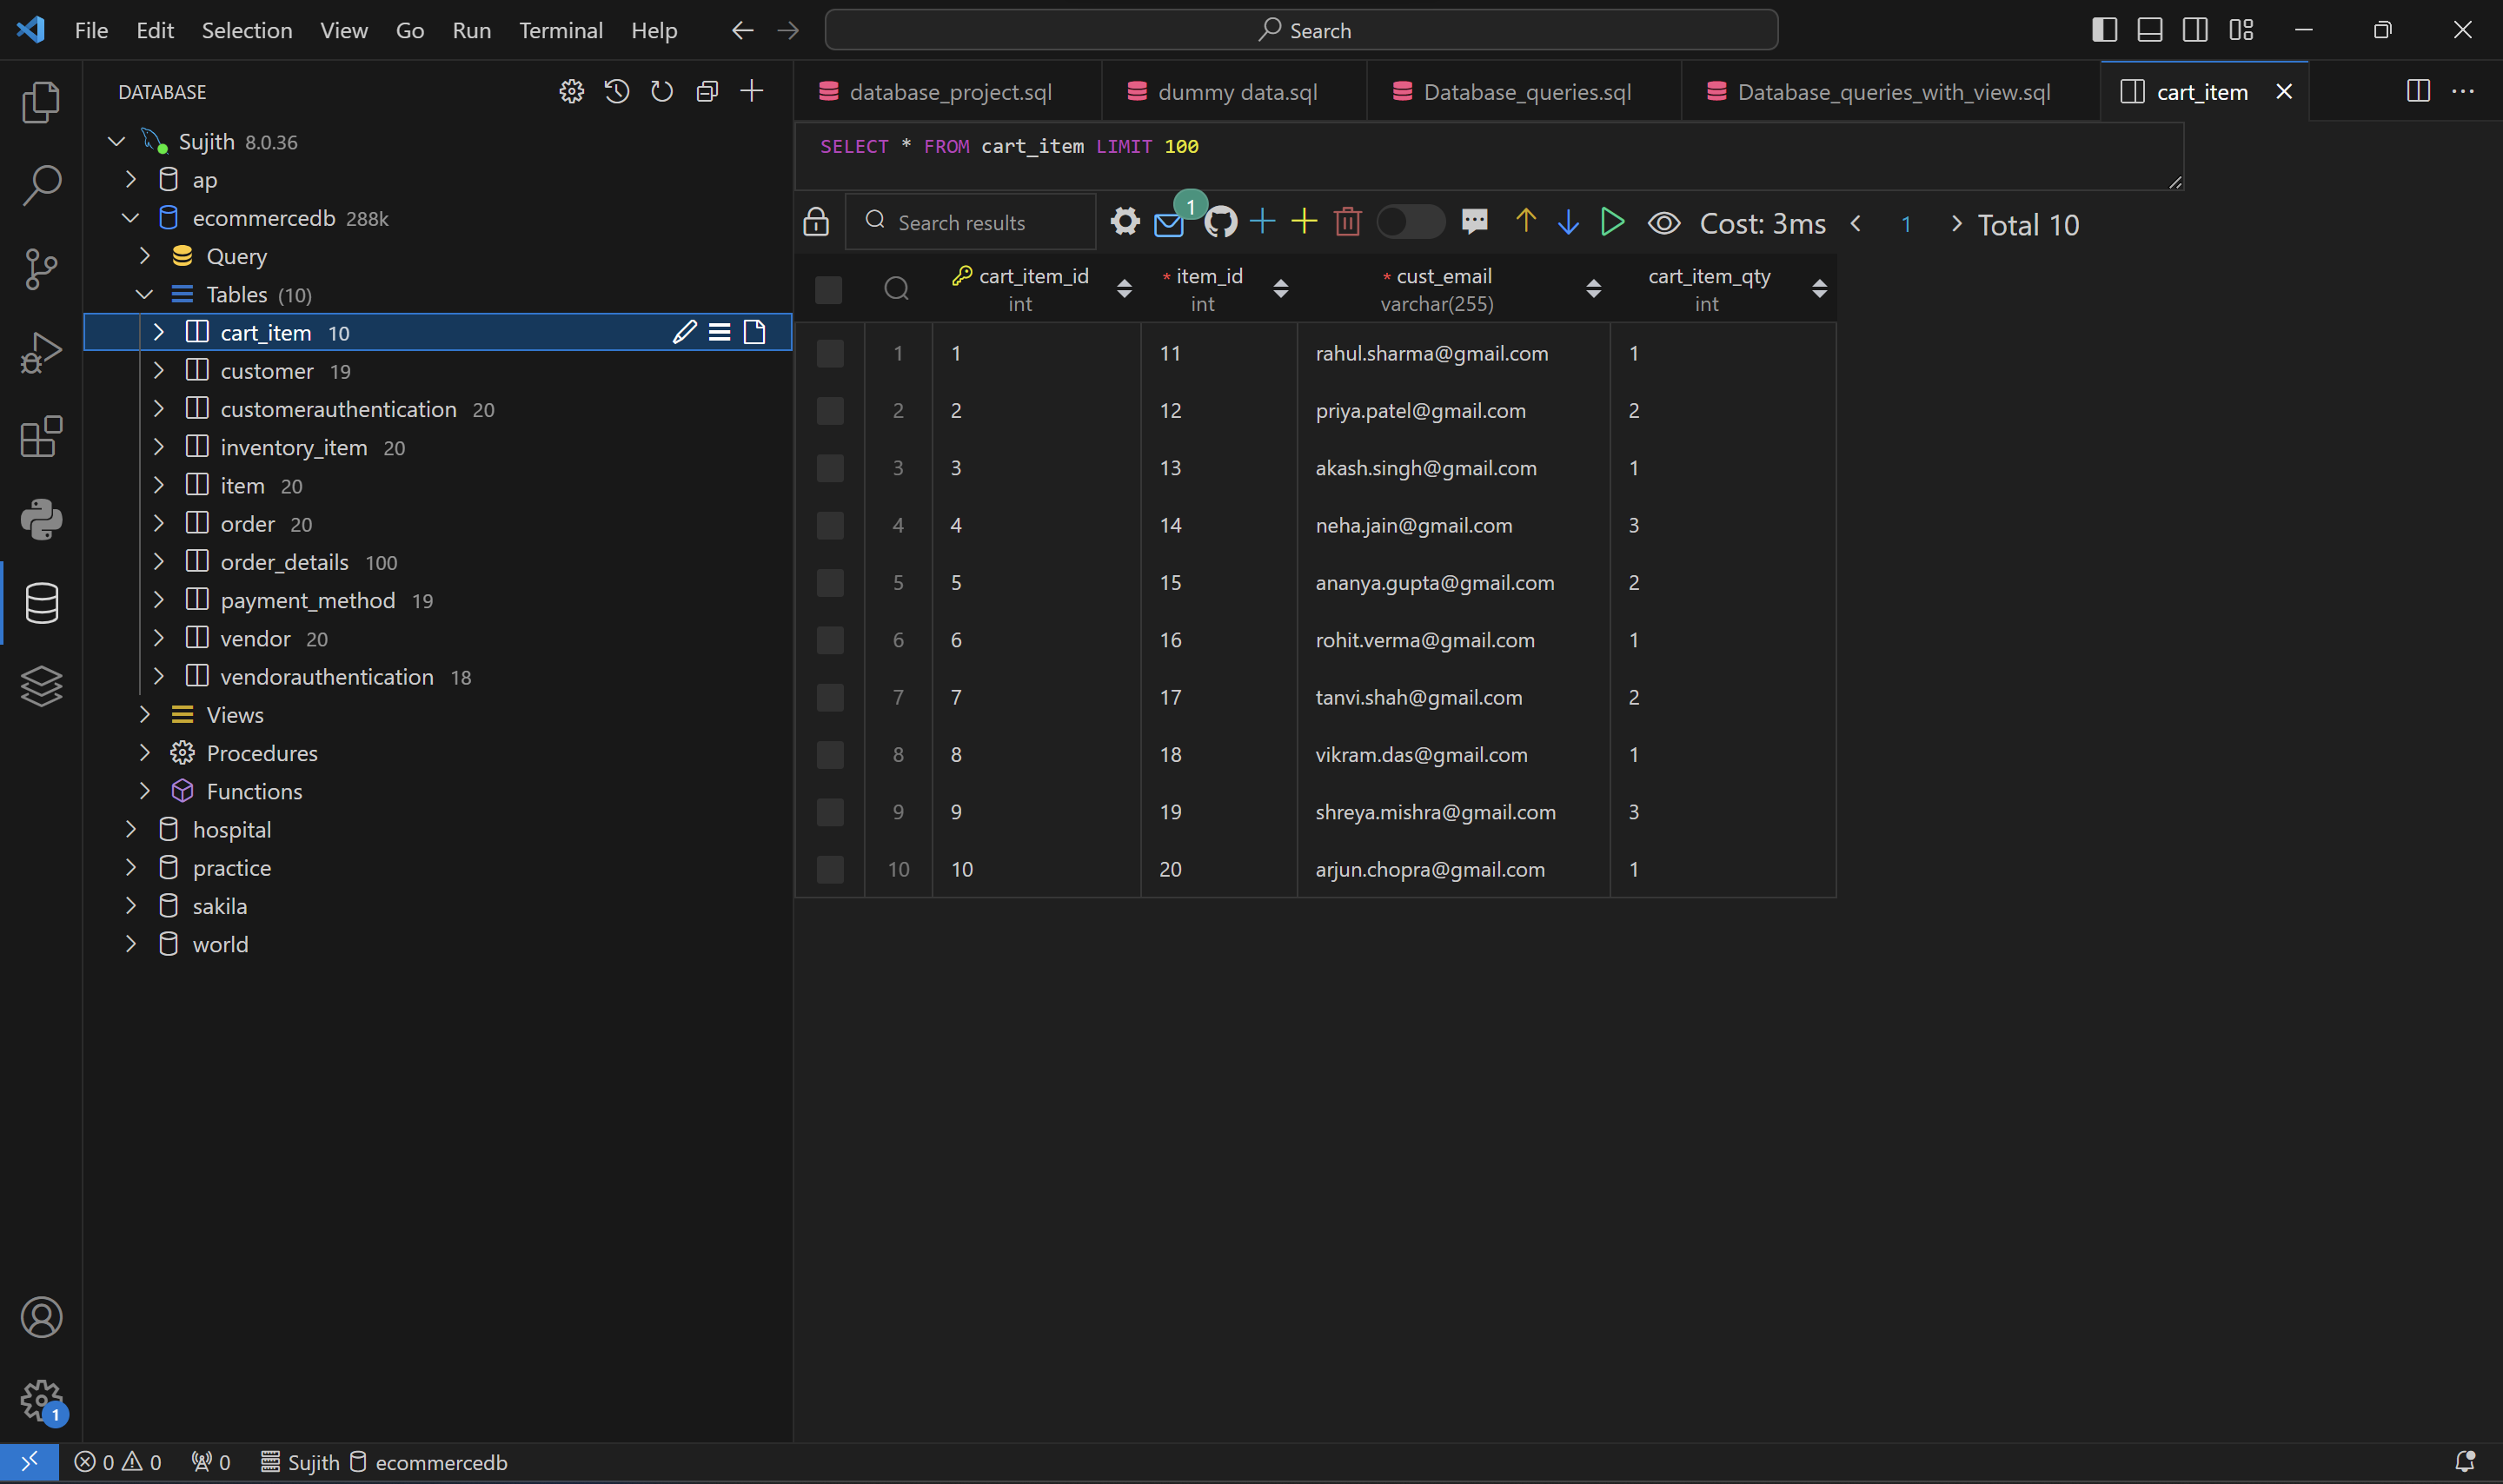 File Edit Selection View Go Run Terminal Help
Search
DATABASE
Sujith 8.0.36
ap
ecommercedb 288k
Query
Tables (10)
cart_item 10
customer 19
customerauthentication 20
inventory_item 20
item 20
order 20
order_details 100
payment_method 19
vendor 20
vendorauthentication 18
Views
Procedures
Functions
hospital
practice
sakila
world
database_project.sql dummy data.sql Database_queries.sql Database_queries_with_view.sql cart_item
SELECT * FROM cart_item LIMIT 100
Search results 1 Cost: 3ms < 1 > Total 10
cart_item_id * item_id * cust_email cart_item_qty
int int varchar(255) int
1 1 11 rahul.sharma@gmail.com 1
2 2 12 priya.patel@gmail.com 2
3 3 13 akash.singh@gmail.com 1
4 4 14 neha.jain@gmail.com 3
5 5 15 ananya.gupta@gmail.com 2
6 6 16 rohit.verma@gmail.com 1
7 7 17 tanvi.shah@gmail.com 2
8 8 18 vikram.das@gmail.com 1
9 9 19 shreya.mishra@gmail.com 3
10 10 20 arjun.chopra@gmail.com 1
1
0 0 0 Sujith ecommercedb